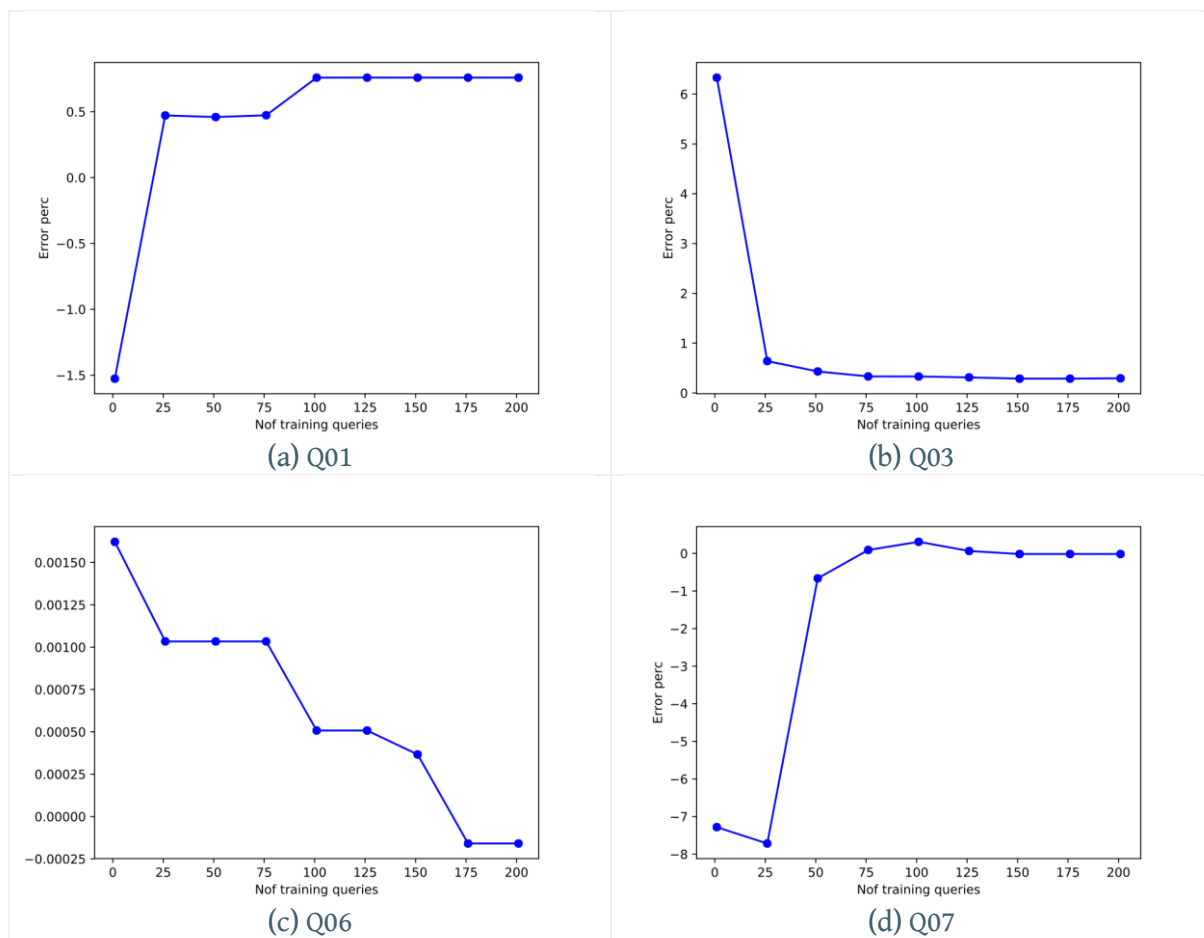 0.5
0.0
−0.5
−1.0
−1.5
Error perc
0 25 50 75 100 125 150 175 200
Nof training queries
(a) Q01
6
5
4
3
2
1
0
Error perc
0 25 50 75 100 125 150 175 200
Nof training queries
(b) Q03
0.00150
0.00125
0.00100
0.00075
0.00050
0.00025
0.00000
−0.00025
0 25 50 75 100 125 150 175 200
Nof training queries
(c) Q06
0
−1
−2
−3
−4
−5
−6
−7
−8
Error perc
0 25 50 75 100 125 150 175 200
Nof training queries
(d) Q07